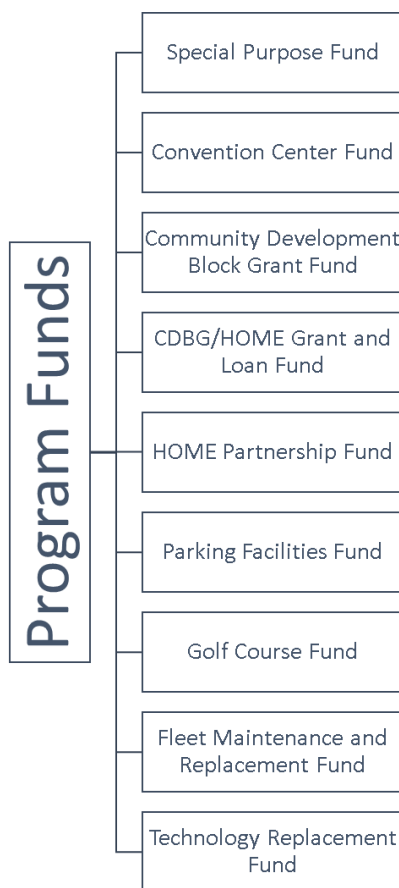 Program Funds
Special Purpose Fund
Convention Center Fund
Community Development
Block Grant Fund
CDBG/HOME Grant and
Loan Fund
HOME Partnership Fund
Parking Facilities Fund
Golf Course Fund
Fleet Maintenance and
Replacement Fund
Technology Replacement
Fund